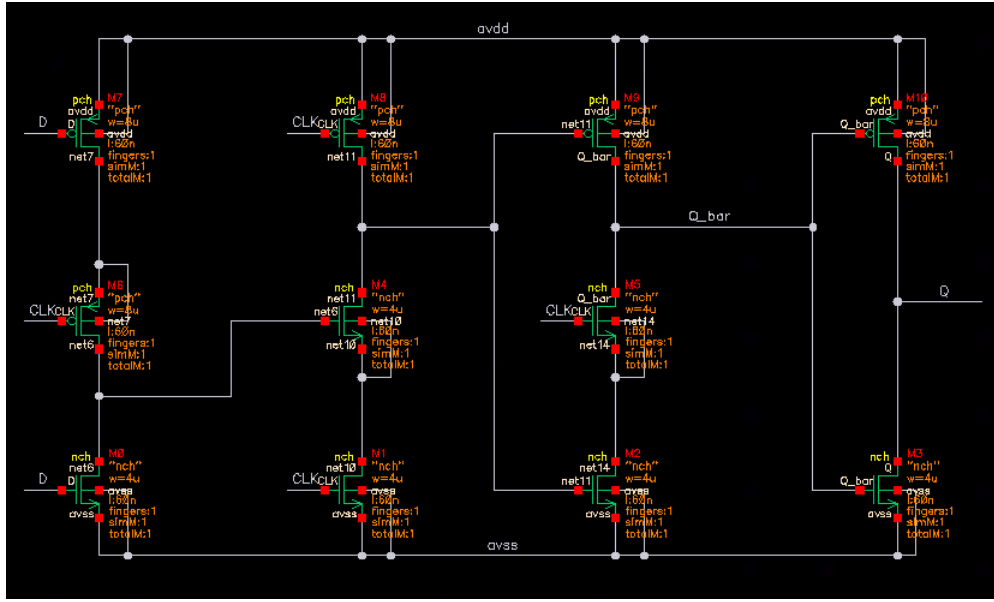 avdd
D
pch
avdd
D
avdd
net7
M7
"pch"
w=8u
l:60n
fingers:1
simM:1
totalM:1
CLK
pch
avdd
CLK
avdd
net11
M8
"pch"
w=8u
l:60n
fingers:1
simM:1
totalM:1
pch
avdd
net11
avdd
Q_bar
M9
"pch"
w=8u
l:60n
fingers:1
simM:1
totalM:1
pch
avdd
Q_bar
avdd
Q
M10
"pch"
w=8u
l:60n
fingers:1
simM:1
totalM:1
Q_bar
CLK
pch
net7
CLK
net7
net6
M6
"pch"
w=8u
l:60n
fingers:1
simM:1
totalM:1
nch
net11
net6
net10
net10
M4
"nch"
w=4u
l:60n
fingers:1
simM:1
totalM:1
CLK
nch
Q_bar
CLK
net14
net14
M5
"nch"
w=4u
l:60n
fingers:1
simM:1
totalM:1
Q
D
nch
net6
D
avss
avss
M0
"nch"
w=4u
l:60n
fingers:1
simM:1
totalM:1
CLK
nch
net10
CLK
avss
avss
M1
"nch"
w=4u
l:60n
fingers:1
simM:1
totalM:1
nch
net14
net11
avss
avss
M2
"nch"
w=4u
l:60n
fingers:1
simM:1
totalM:1
nch
Q
Q_bar
avss
avss
M3
"nch"
w=4u
l:60n
fingers:1
simM:1
totalM:1
avss